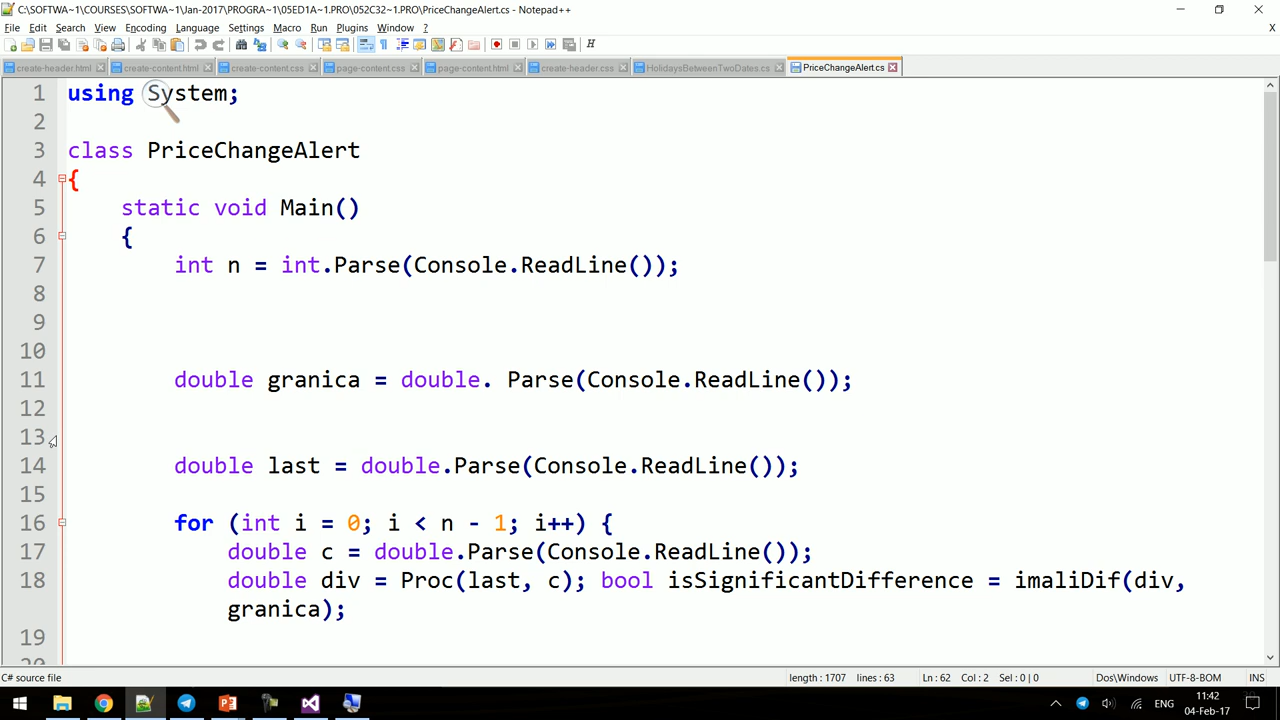 C:\SOFTWA~1\COURSES\SOFTWA~1\Jan-2017\PROGRA~1\05ED1A~1.PRO\052C32~1.PRO\PriceChangeAlert.cs - Notepad++
File Edit Search View Encoding Language Settings Macro Run Plugins Window ? X
create-header.html create-content.html create-content.css page-content.css page-content.html create-header.css HolidaysBetweenTwoDates.cs PriceChangeAlert.cs
1 using System;
2
3 class PriceChangeAlert
4 {
5 static void Main()
6 {
7 int n = int.Parse(Console.ReadLine());
8
9
10
11 double granica = double. Parse(Console.ReadLine());
12
13
14 double last = double.Parse(Console.ReadLine());
15
16 for (int i = 0; i < n - 1; i++) {
17 double c = double.Parse(Console.ReadLine());
18 double div = Proc(last, c); bool isSignificantDifference = imaliDif(div,
granica);
19
20
C# source file length : 1707 lines : 63 Ln : 62 Col : 2 Sel : 0 | 0 Dos\Windows UTF-8-BOM INS
ENG 11:42
04-Feb-17